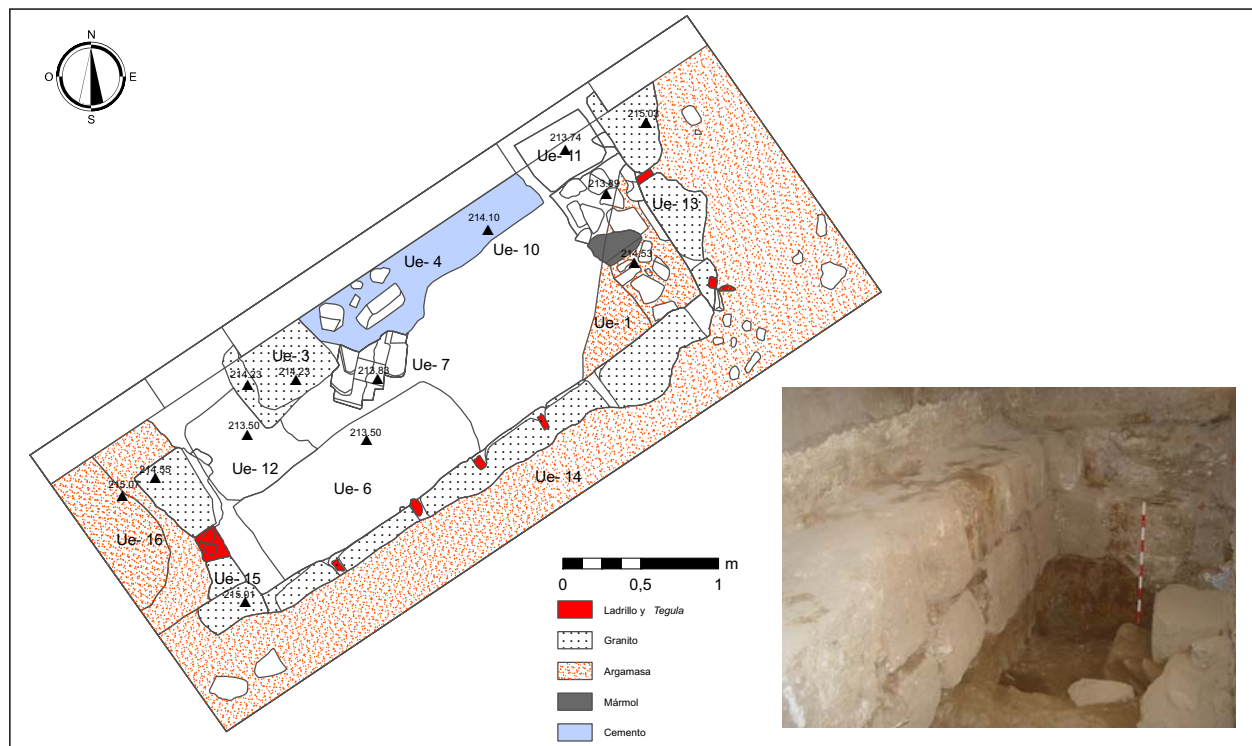 N
O
E
S
215.03
213.74
Ue- 11
213.89
Ue- 13
214.10
Ue- 10
Ue- 4
214.53
Ue- 1
Ue- 3
Ue- 7
214.23
214.23
213.83
213.50
213.50
Ue- 12
Ue- 14
214.55
Ue- 6
215.07
Ue- 16
Ue- 15
215.01
m
0
0,5
1
Ladrillo y Tegula
Granito
Argamasa
Mármol
Cemento